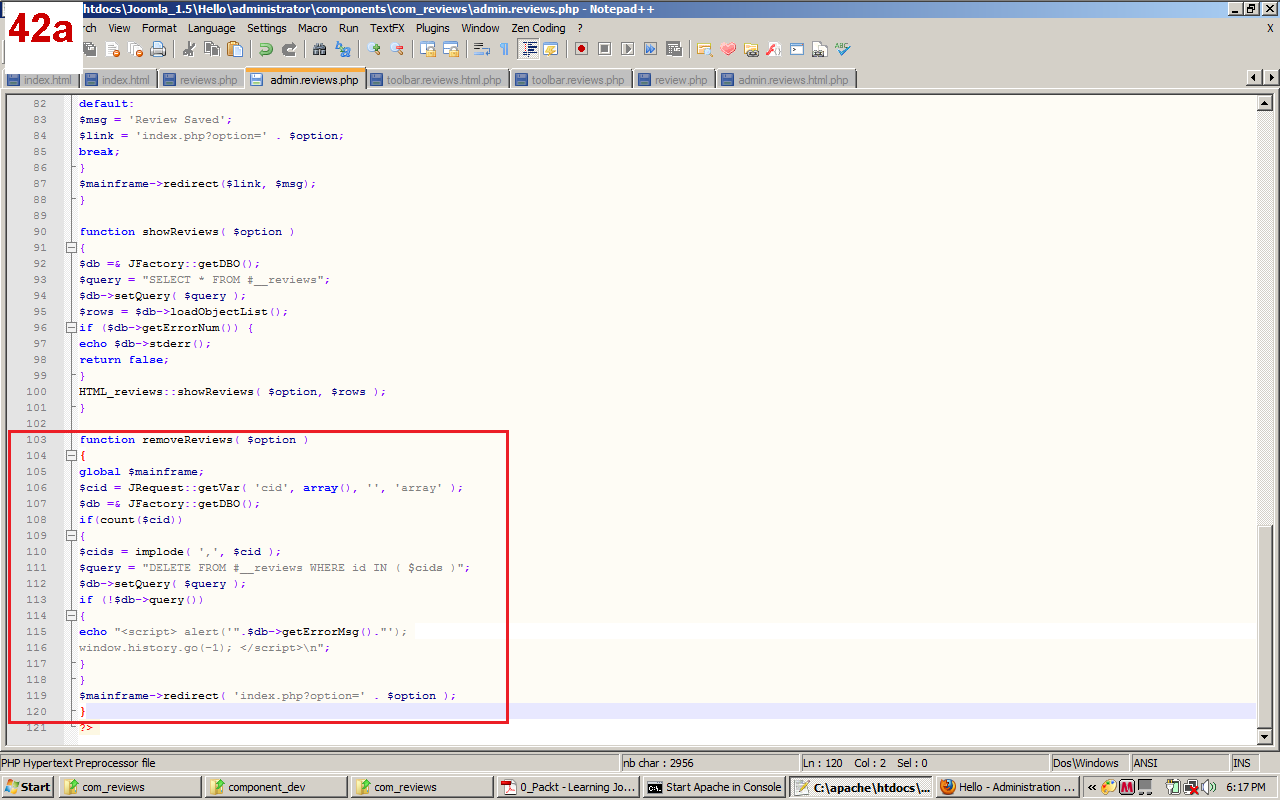 42a
htdocs\Joomla_1.5\Hello\administrator\components\com_reviews\admin.reviews.php - Notepad++
rch View Format Language Settings Macro Run TextFX Plugins Window Zen Coding ? X
index.html index.html reviews.php admin.reviews.php toolbar.reviews.html.php toolbar.reviews.php review.php admin.reviews.html.php
82 default:
83 $msg = 'Review Saved';
84 $link = 'index.php?option=' . $option;
85 break;
86 }
87 $mainframe->redirect($link, $msg);
88 }
89
90 function showReviews( $option )
91 {
92 $db =& JFactory::getDBO();
93 $query = "SELECT * FROM #__reviews";
94 $db->setQuery( $query );
95 $rows = $db->loadObjectList();
96 if ($db->getErrorNum()) {
97 echo $db->stderr();
98 return false;
99 }
100 HTML_reviews::showReviews( $option, $rows );
101 }
102
103 function removeReviews( $option )
104 {
105 global $mainframe;
106 $cid = JRequest::getVar( 'cid', array(), '', 'array' );
107 $db =& JFactory::getDBO();
108 if(count($cid))
109 {
110 $cids = implode( ',', $cid );
111 $query = "DELETE FROM #__reviews WHERE id IN ( $cids )";
112 $db->setQuery( $query );
113 if (!$db->query())
114 {
115 echo "<script> alert('".$db->getErrorMsg()."');
116 window.history.go(-1); </script>\n";
117 }
118 }
119 $mainframe->redirect( 'index.php?option=' . $option );
120 }
121 ?>
PHP Hypertext Preprocessor file nb char : 2956 Ln : 120 Col : 2 Sel : 0 Dos\Windows ANSI INS
Start com_reviews component_dev com_reviews 0_Packt - Learning Jo... Start Apache in Console C:\apache\htdocs\... Hello - Administration ... « 6:17 PM